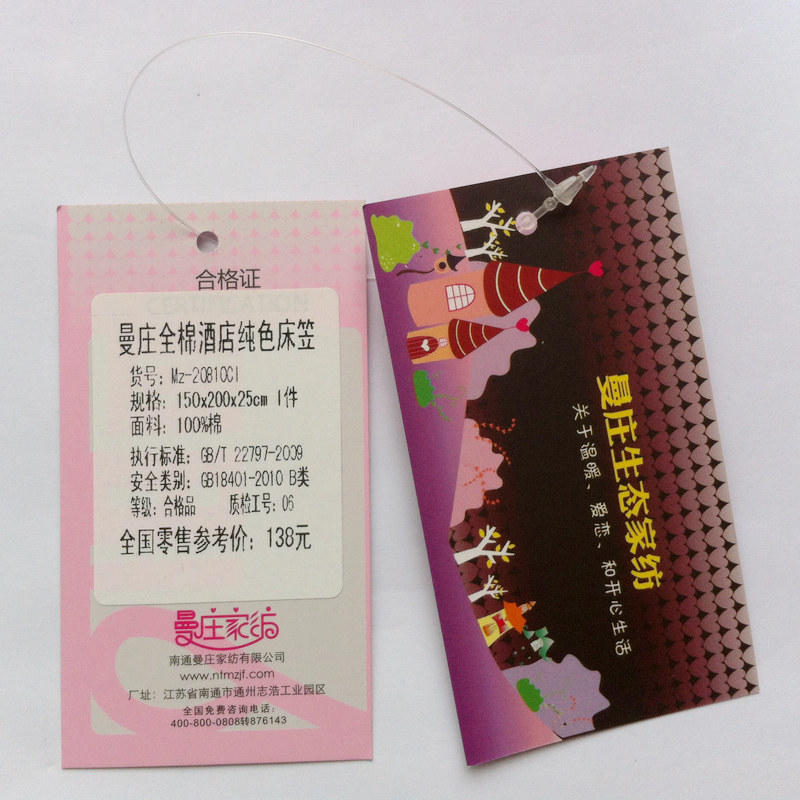 合格证
CERTIFICATION
曼庄全棉酒店纯色床笠
货号：Mz-20810C1
规格：150x200x25cm 1件
面料：100%棉
执行标准：GB/T 22797-2009
安全类别：GB18401-2010 B类
等级：合格品 质检工号：06
全国零售参考价：138元
曼庄家纺
南通曼庄家纺有限公司
www.ntmzjf.com
厂址：江苏省南通市通州志浩工业园区
全国免费咨询电话：
400-800-0808转876143
曼庄生态家纺
关于温暖、爱恋、和开心生活